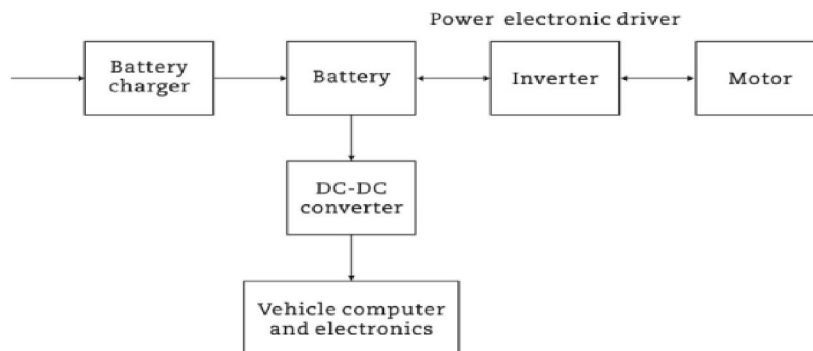 Power electronic driver
Battery
charger
Battery
Inverter
Motor
DC-DC
converter
Vehicle computer
and electronics